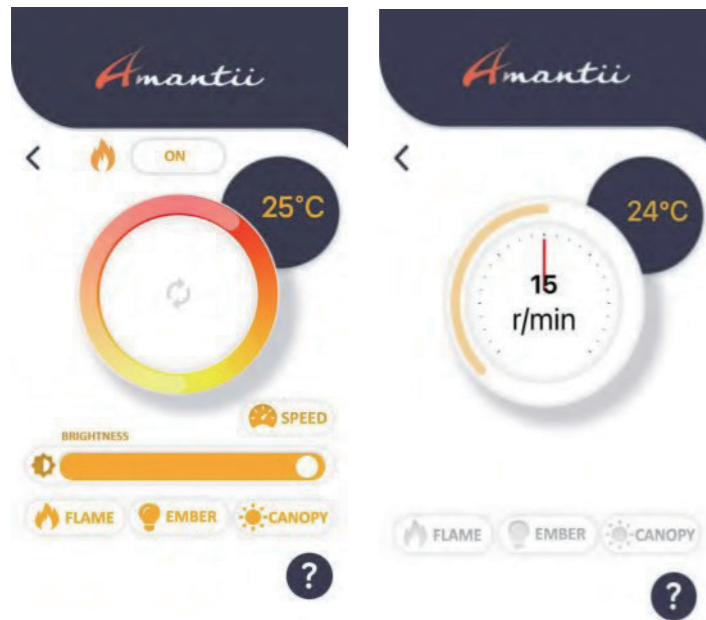 Amantii
ON
25°C
SPEED
BRIGHTNESS
FLAME EMBER CANOPY
?
Amantii
24°C
15
r/min
FLAME EMBER CANOPY
?